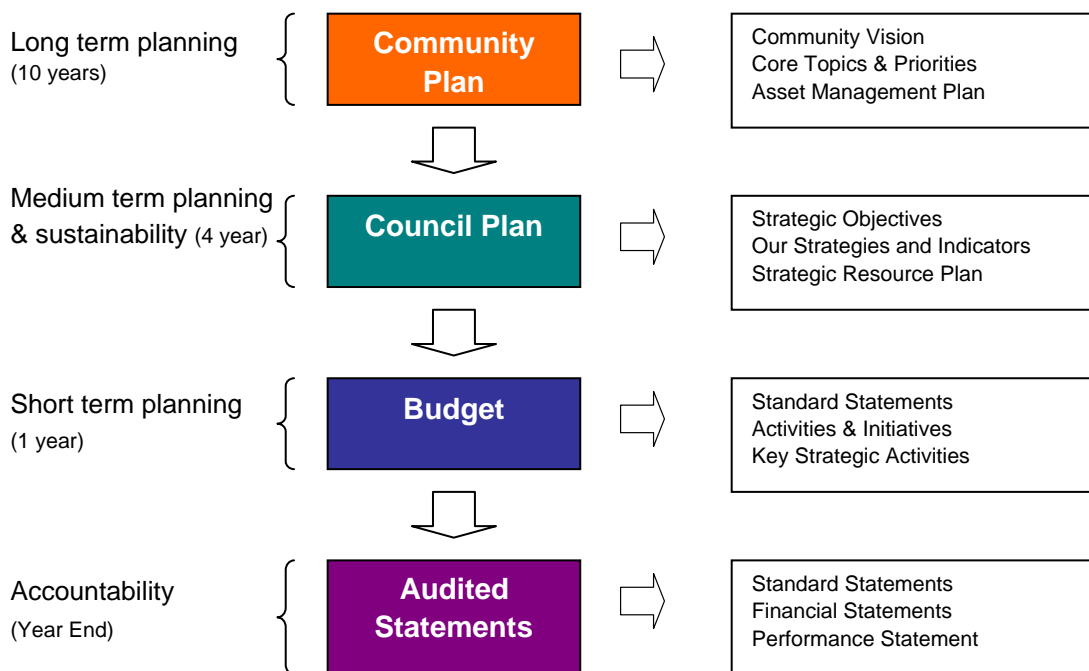 Long term planning
(10 years)
Community
Plan
Community Vision
Core Topics & Priorities
Asset Management Plan
Medium term planning
& sustainability (4 year)
Council Plan
Strategic Objectives
Our Strategies and Indicators
Strategic Resource Plan
Short term planning
(1 year)
Budget
Standard Statements
Activities & Initiatives
Key Strategic Activities
Accountability
(Year End)
Audited
Statements
Standard Statements
Financial Statements
Performance Statement